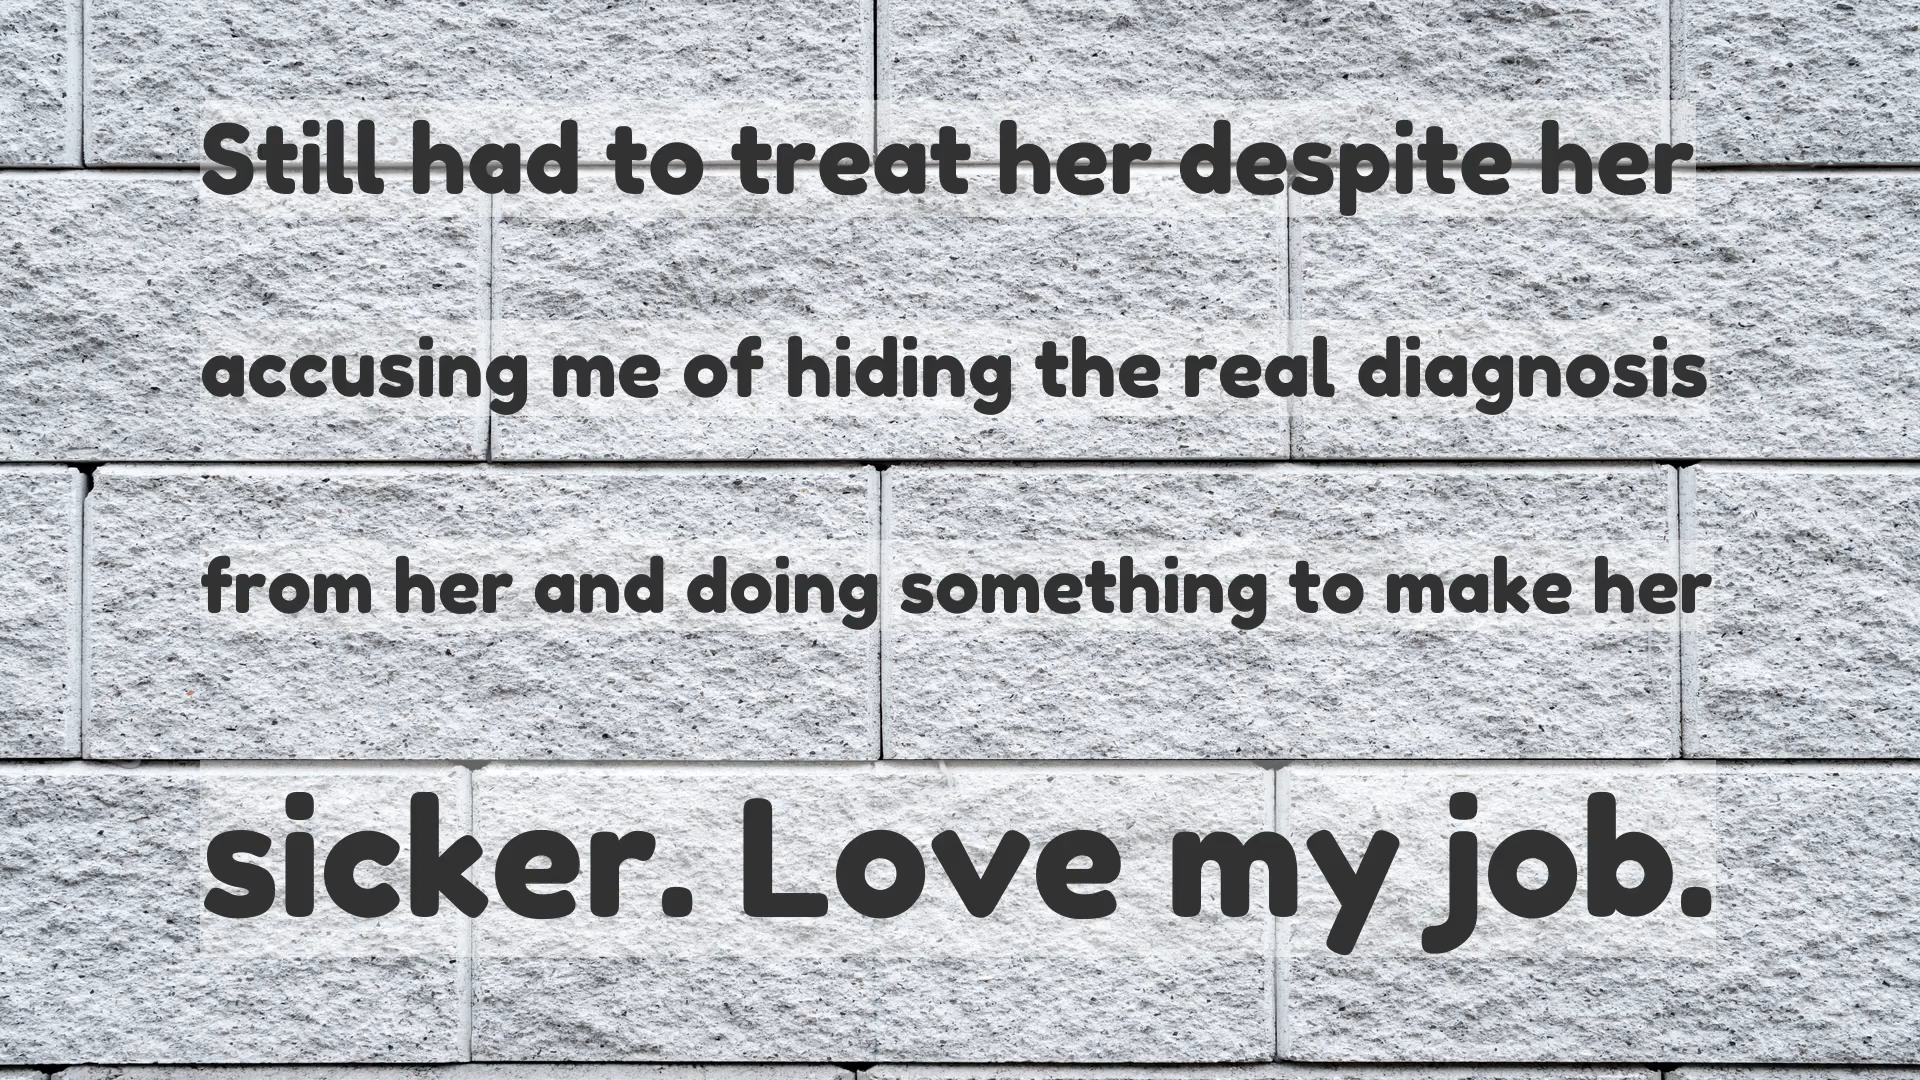 Still had to treat her despite her
accusing me of hiding the real diagnosis
from her and doing something to make her
sicker. Love my job.